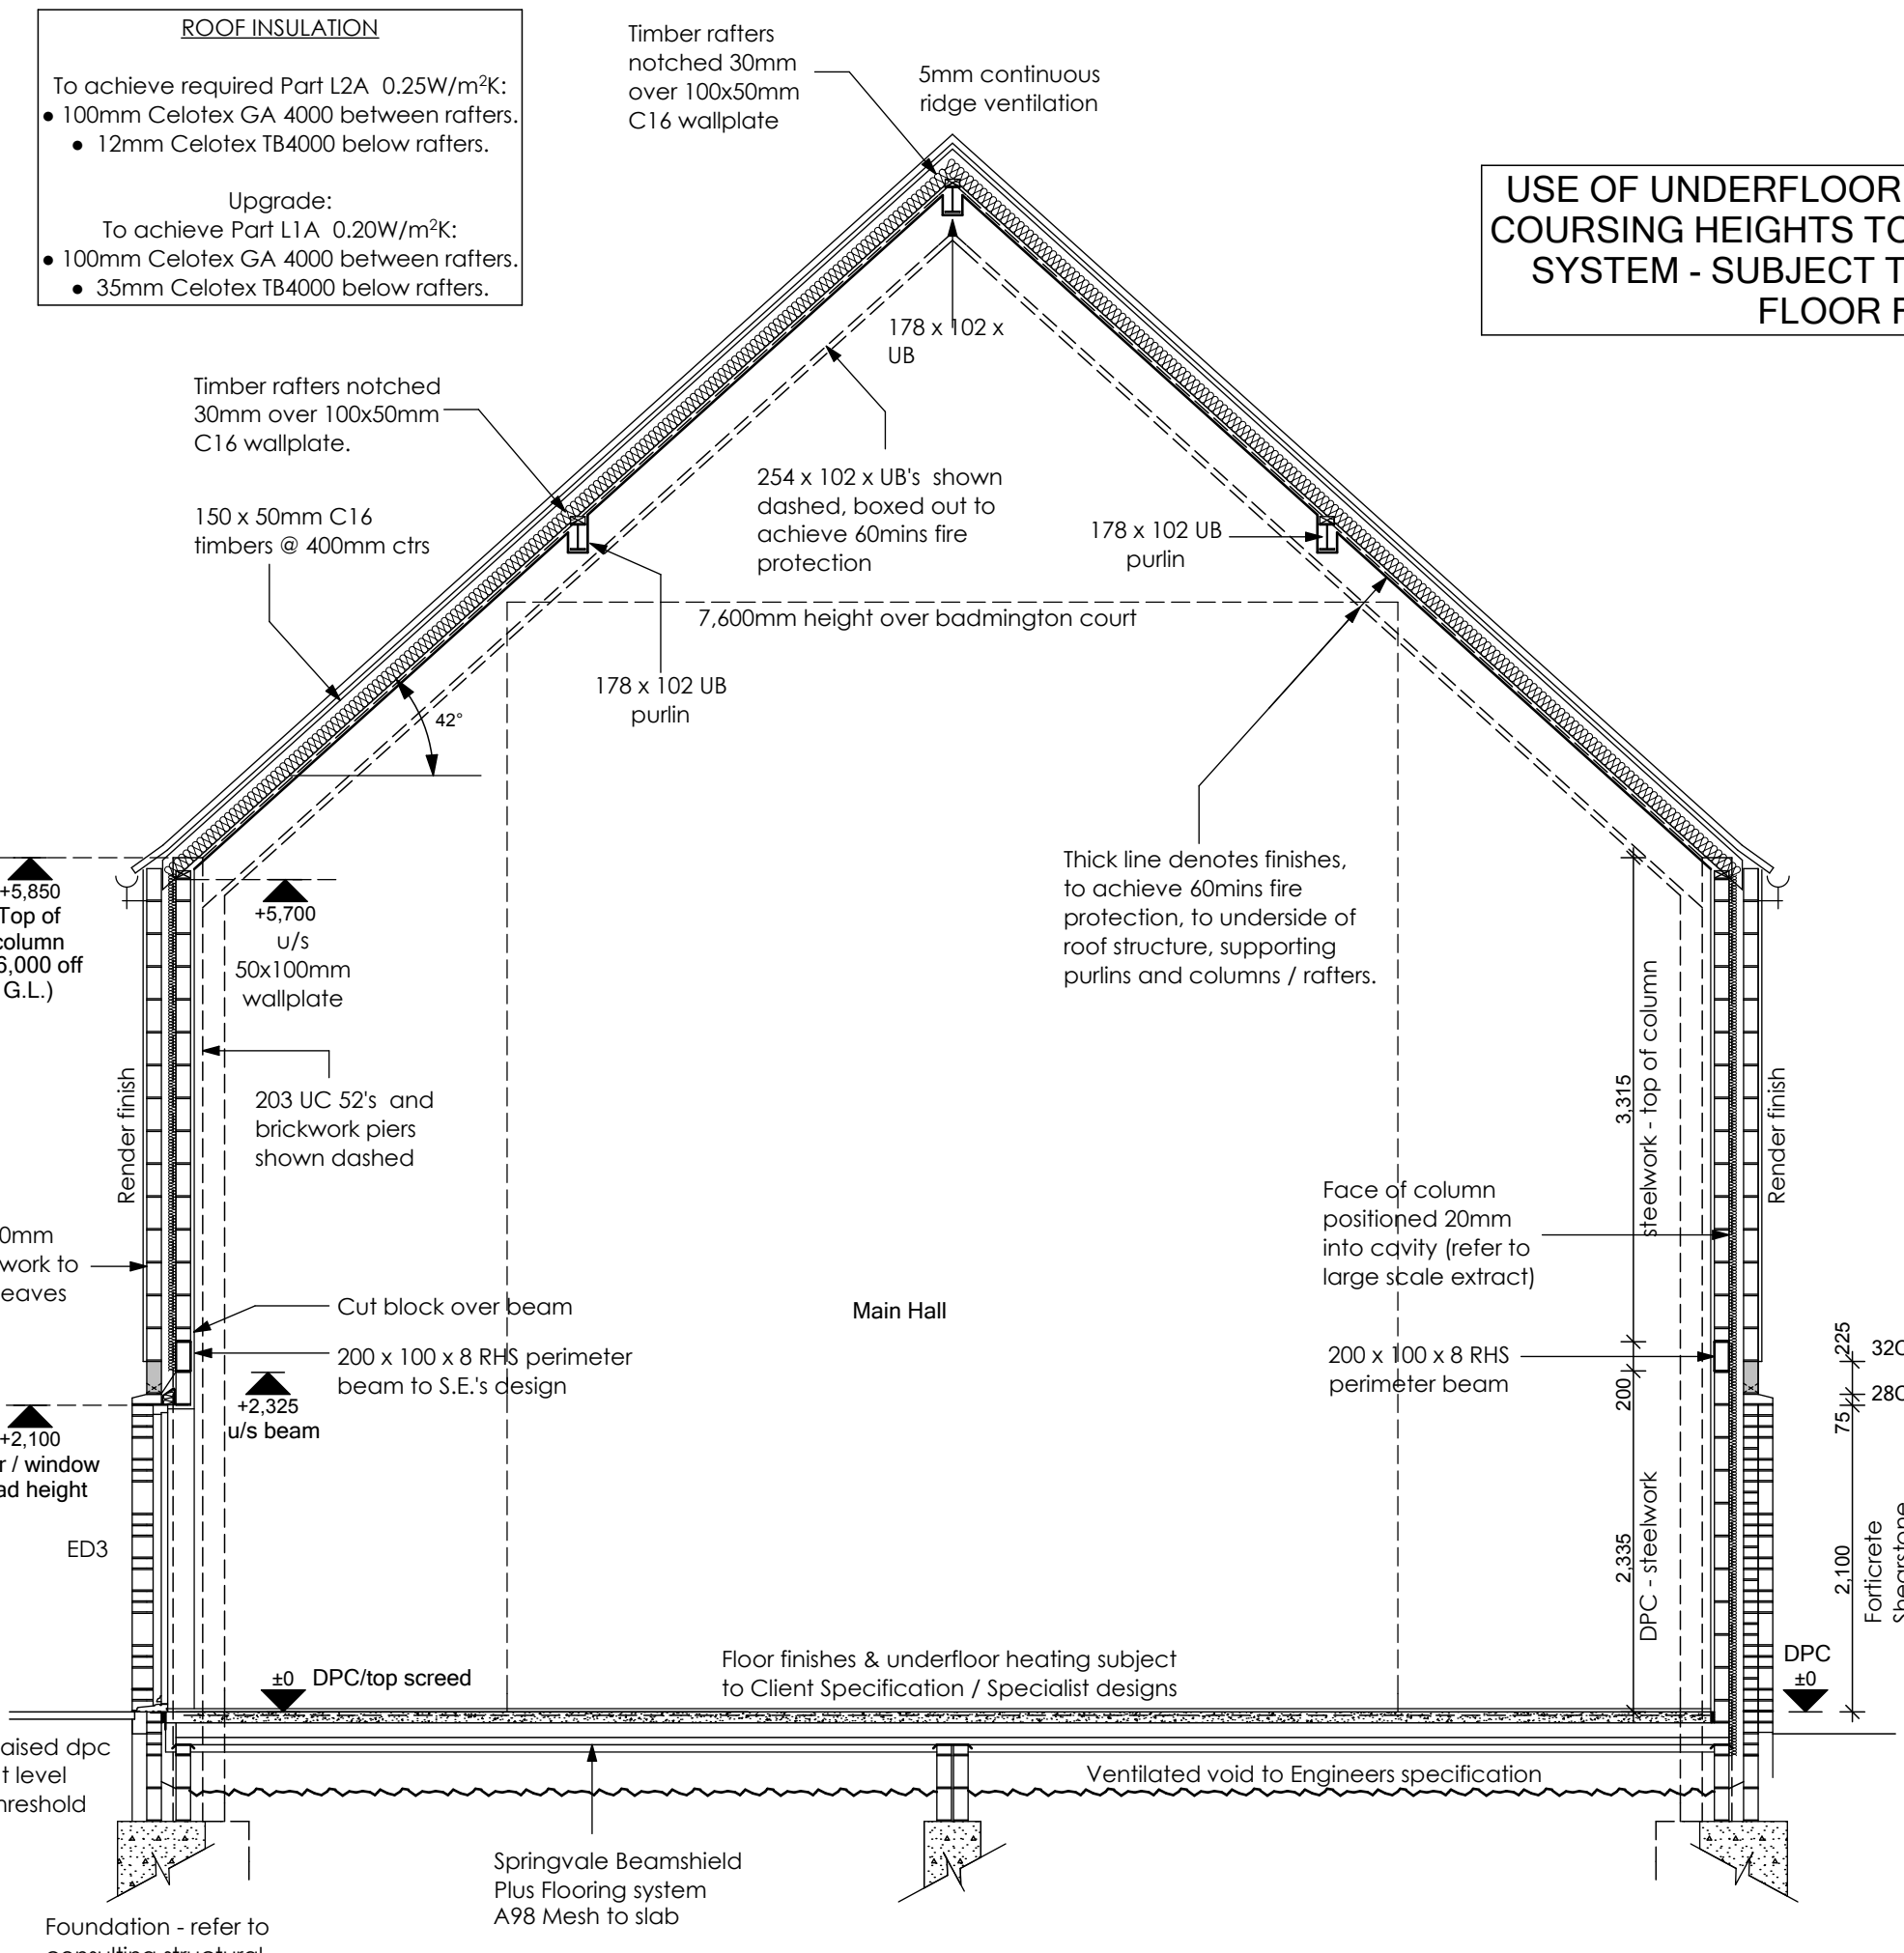 ROOF INSULATION
To achieve required Part L2A 0.25W/m²K:
● 100mm Celotex GA 4000 between rafters.
● 12mm Celotex TB4000 below rafters.
Upgrade:
To achieve Part L1A 0.20W/m²K:
● 100mm Celotex GA 4000 between rafters.
● 35mm Celotex TB4000 below rafters.
Timber rafters
notched 30mm
over 100x50mm
C16 wallplate
5mm continuous
ridge ventilation
USE OF UNDERFLOOR
COURSING HEIGHTS TO
SYSTEM - SUBJECT T
FLOOR F
178 x 102 x
UB
Timber rafters notched
30mm over 100x50mm
C16 wallplate.
254 x 102 x UB's shown
dashed, boxed out to
achieve 60mins fire
protection
150 x 50mm C16
timbers @ 400mm ctrs
178 x 102 UB
purlin
7,600mm height over badmington court
178 x 102 UB
purlin
42°
Thick line denotes finishes,
to achieve 60mins fire
protection, to underside of
roof structure, supporting
purlins and columns / rafters.
+5,850
Top of
column
6,000 off
G.L.)
+5,700
u/s
50x100mm
wallplate
Render finish
203 UC 52's and
brickwork piers
shown dashed
3,315
steelwork - top of column
Render finish
0mm
work to
eaves
Face of column
positioned 20mm
into cavity (refer to
large scale extract)
Cut block over beam
Main Hall
200 x 100 x 8 RHS perimeter
beam to S.E.'s design
200 x 100 x 8 RHS
perimeter beam
200
225
320
280
75
+2,325
u/s beam
+2,100
r / window
ad height
ED3
2,335
DPC - steelwork
2,100
Forticrete
Shearstone
±0 DPC/top screed
Floor finishes & underfloor heating subject
to Client Specification / Specialist designs
DPC
±0
aised dpc
t level
hreshold
Ventilated void to Engineers specification
Springvale Beamshield
Plus Flooring system
A98 Mesh to slab
Foundation - refer to
consulting structural